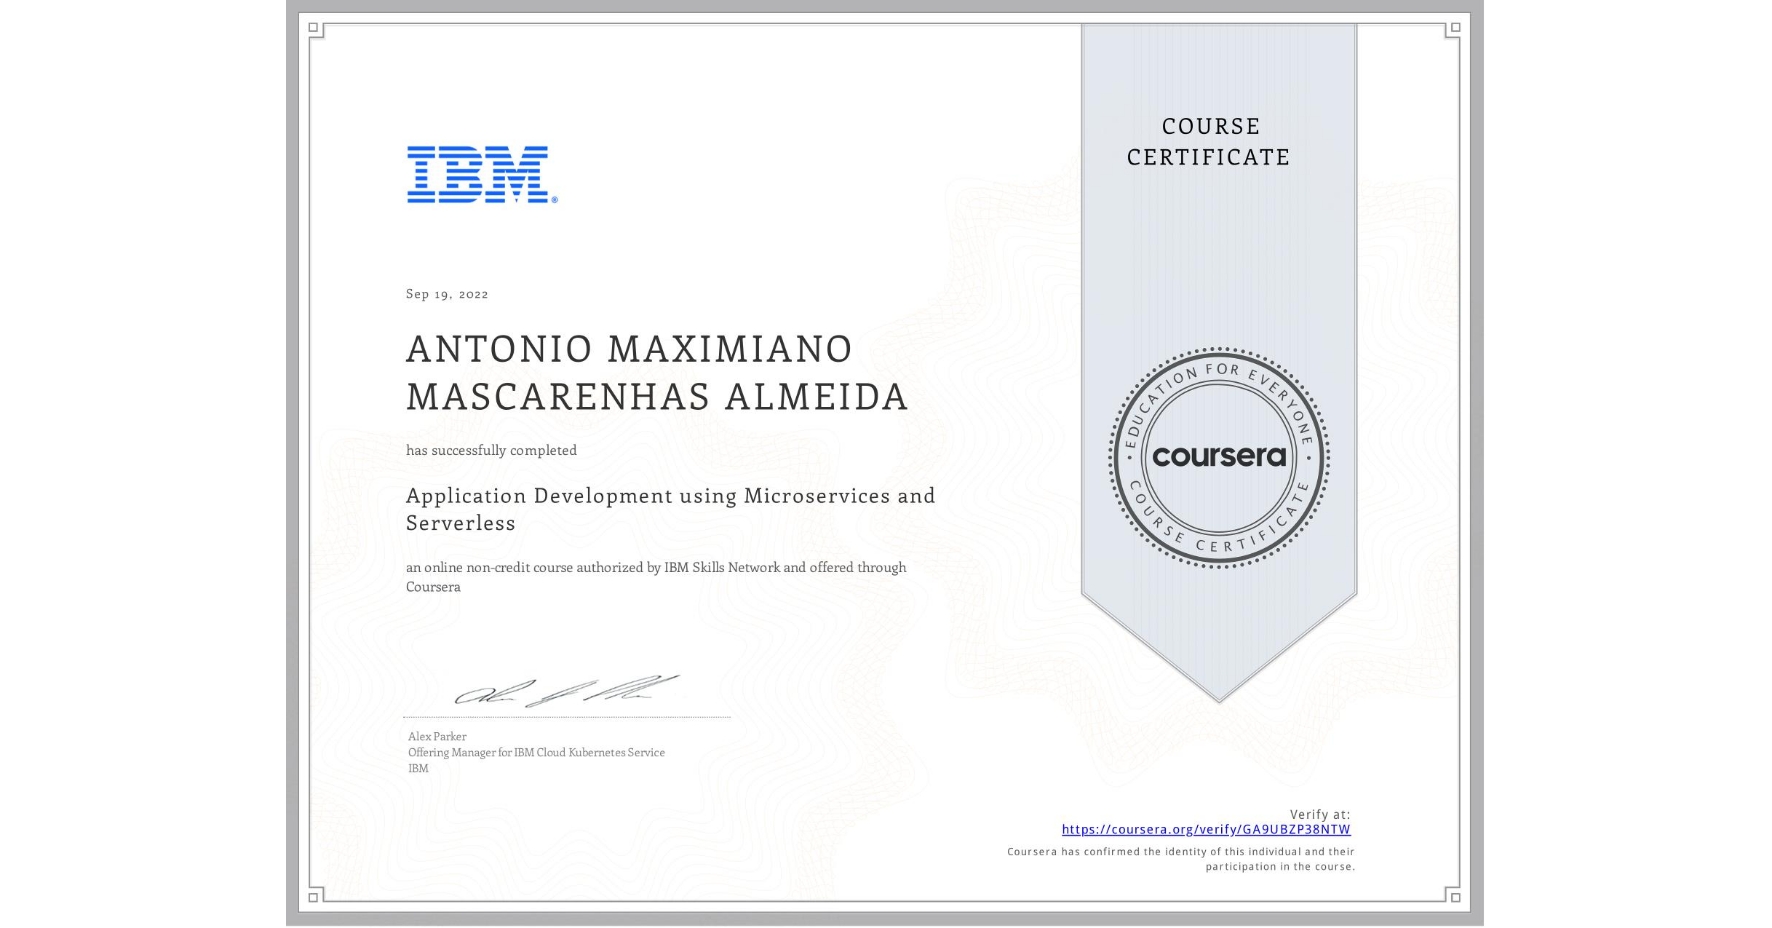 IBM®
COURSE
CERTIFICATE
Sep 19, 2022
ANTONIO MAXIMIANO
MASCARENHAS ALMEIDA
has successfully completed
Application Development using Microservices and
Serverless
an online non-credit course authorized by IBM Skills Network and offered through
Coursera
EDUCATION FOR EVERYONE
coursera
COURSE CERTIFICATE
Alex Parker
Offering Manager for IBM Cloud Kubernetes Service
IBM
Verify at:
https://coursera.org/verify/GA9UBZP38NTW
Coursera has confirmed the identity of this individual and their
participation in the course.